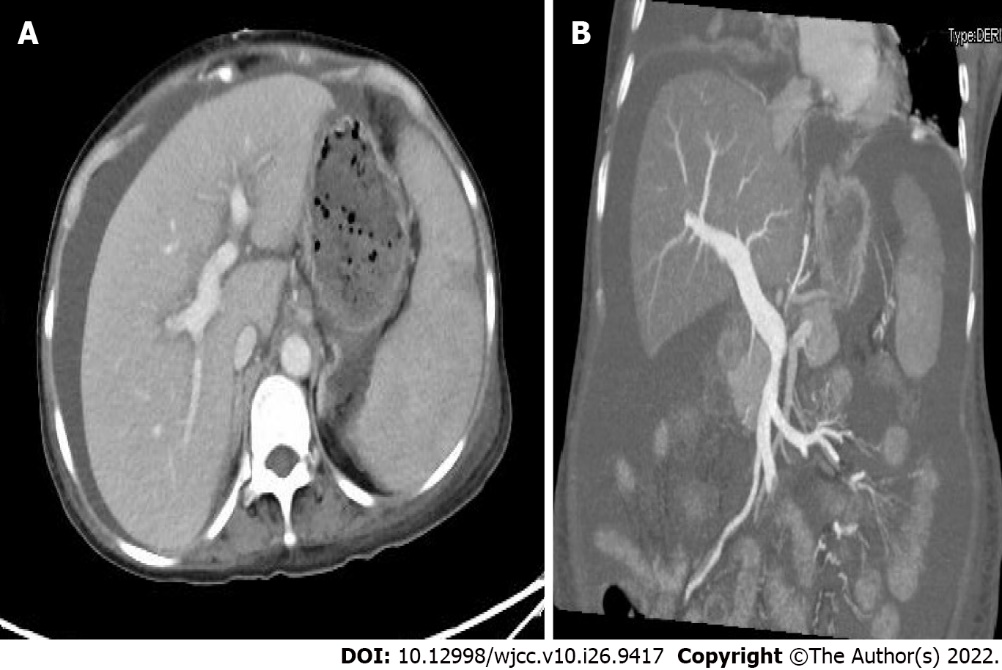 A
B
Type:DERI
DOI: 10.12998/wjcc.v10.i26.9417 Copyright ©The Author(s) 2022.